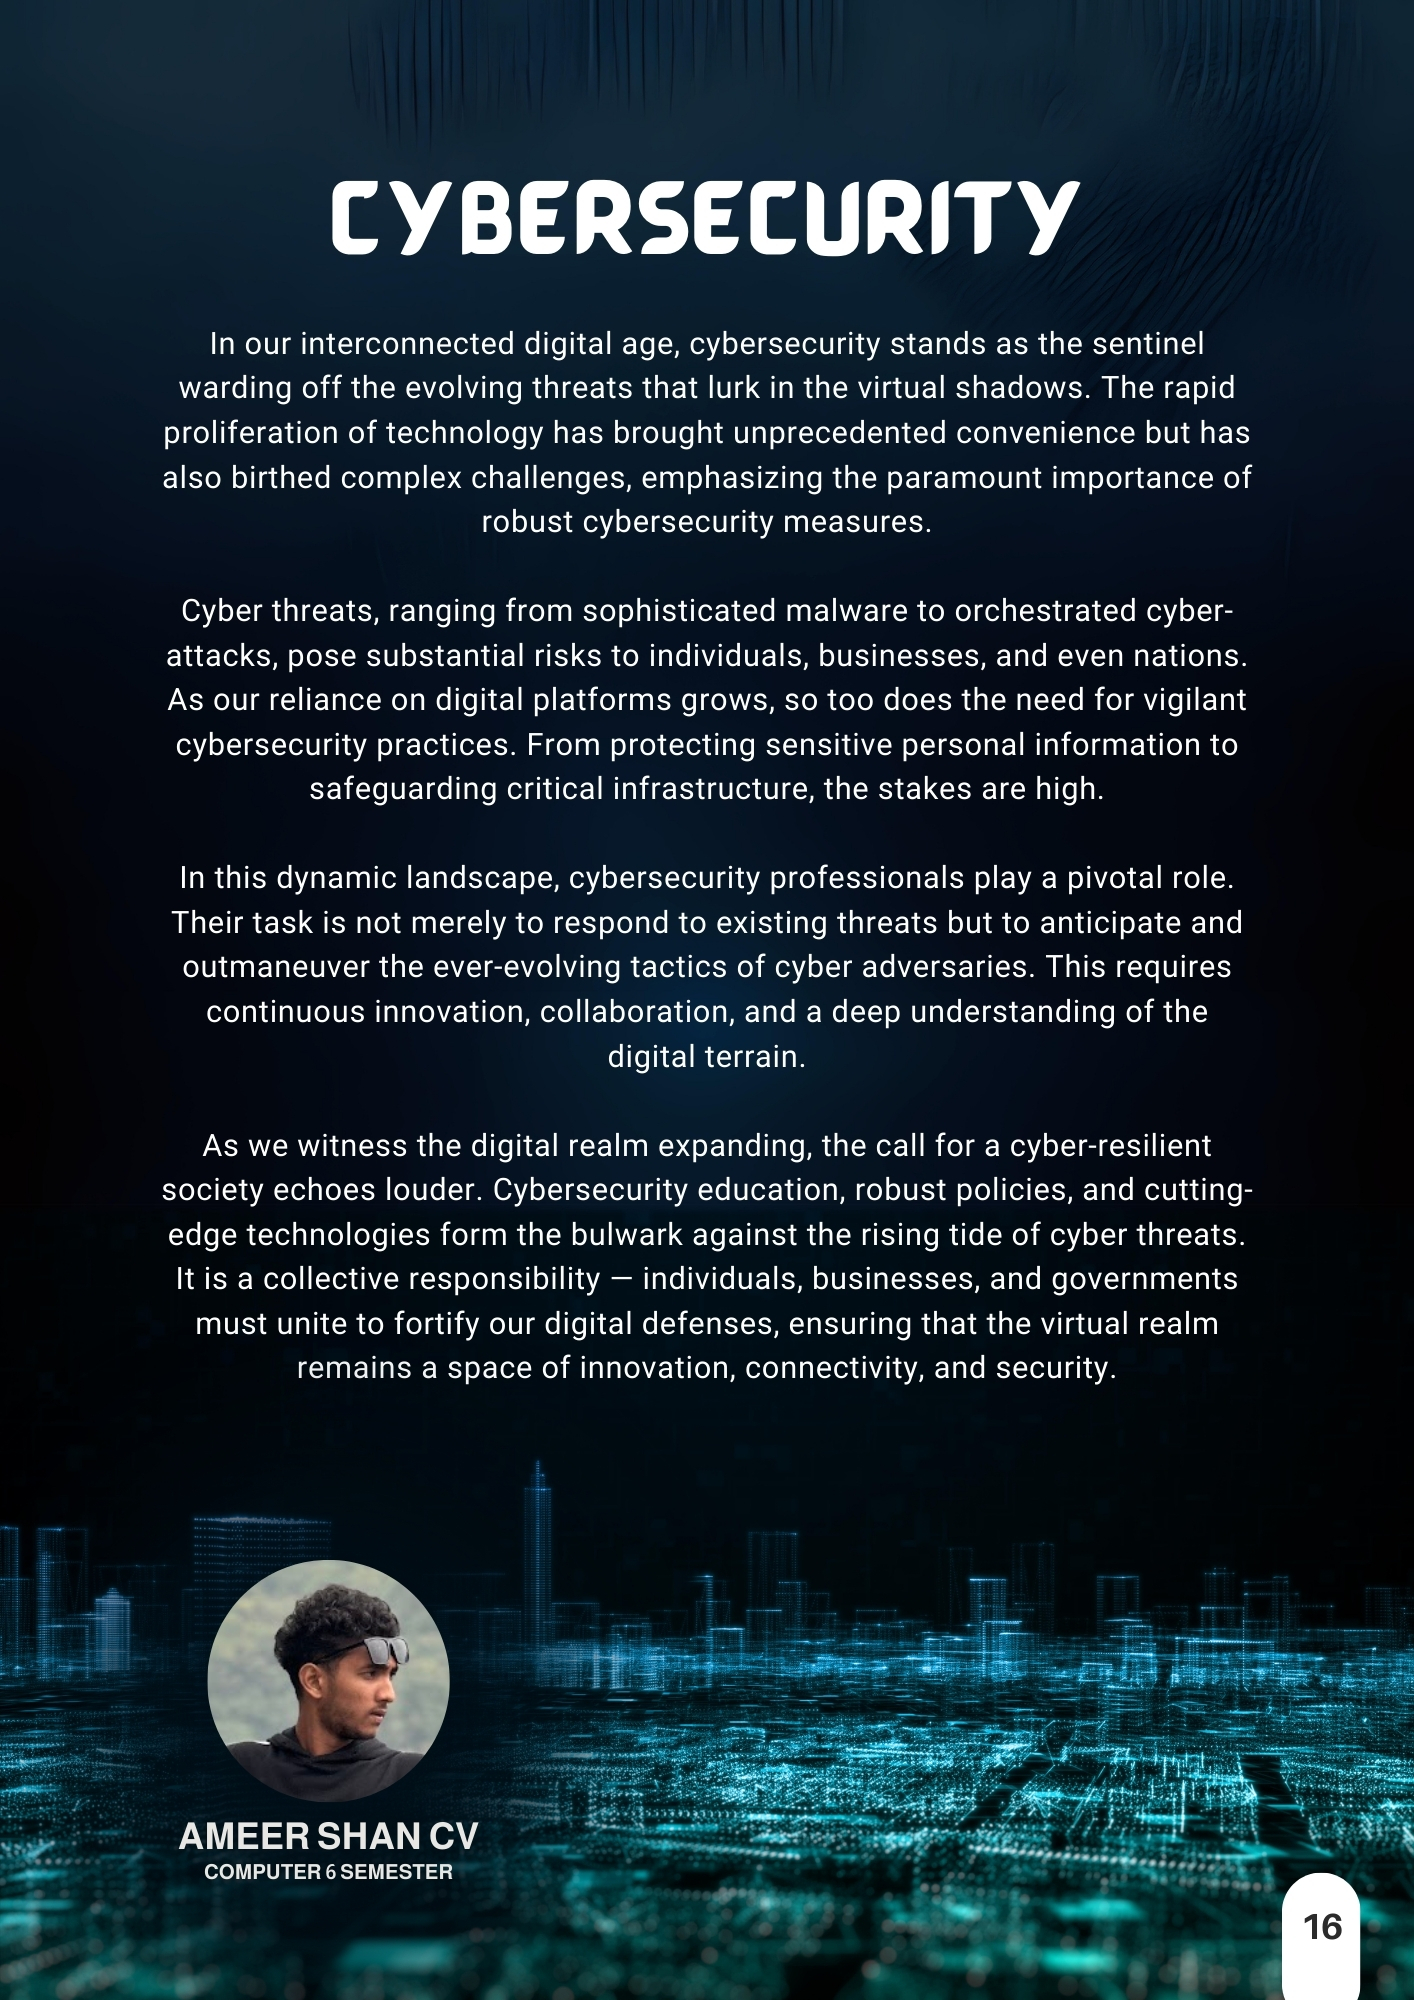 CYBERSECURITY
In our interconnected digital age, cybersecurity stands as the sentinel
warding off the evolving threats that lurk in the virtual shadows. The rapid
proliferation of technology has brought unprecedented convenience but has
also birthed complex challenges, emphasizing the paramount importance of
robust cybersecurity measures.
Cyber threats, ranging from sophisticated malware to orchestrated cyber-
attacks, pose substantial risks to individuals, businesses, and even nations.
As our reliance on digital platforms grows, so too does the need for vigilant
cybersecurity practices. From protecting sensitive personal information to
safeguarding critical infrastructure, the stakes are high.
In this dynamic landscape, cybersecurity professionals play a pivotal role.
Their task is not merely to respond to existing threats but to anticipate and
outmaneuver the ever-evolving tactics of cyber adversaries. This requires
continuous innovation, collaboration, and a deep understanding of the
digital terrain.
As we witness the digital realm expanding, the call for a cyber-resilient
society echoes louder. Cybersecurity education, robust policies, and cutting-
edge technologies form the bulwark against the rising tide of cyber threats.
It is a collective responsibility — individuals, businesses, and governments
must unite to fortify our digital defenses, ensuring that the virtual realm
remains a space of innovation, connectivity, and security.
AMEER SHAN CV
COMPUTER 6 SEMESTER
16